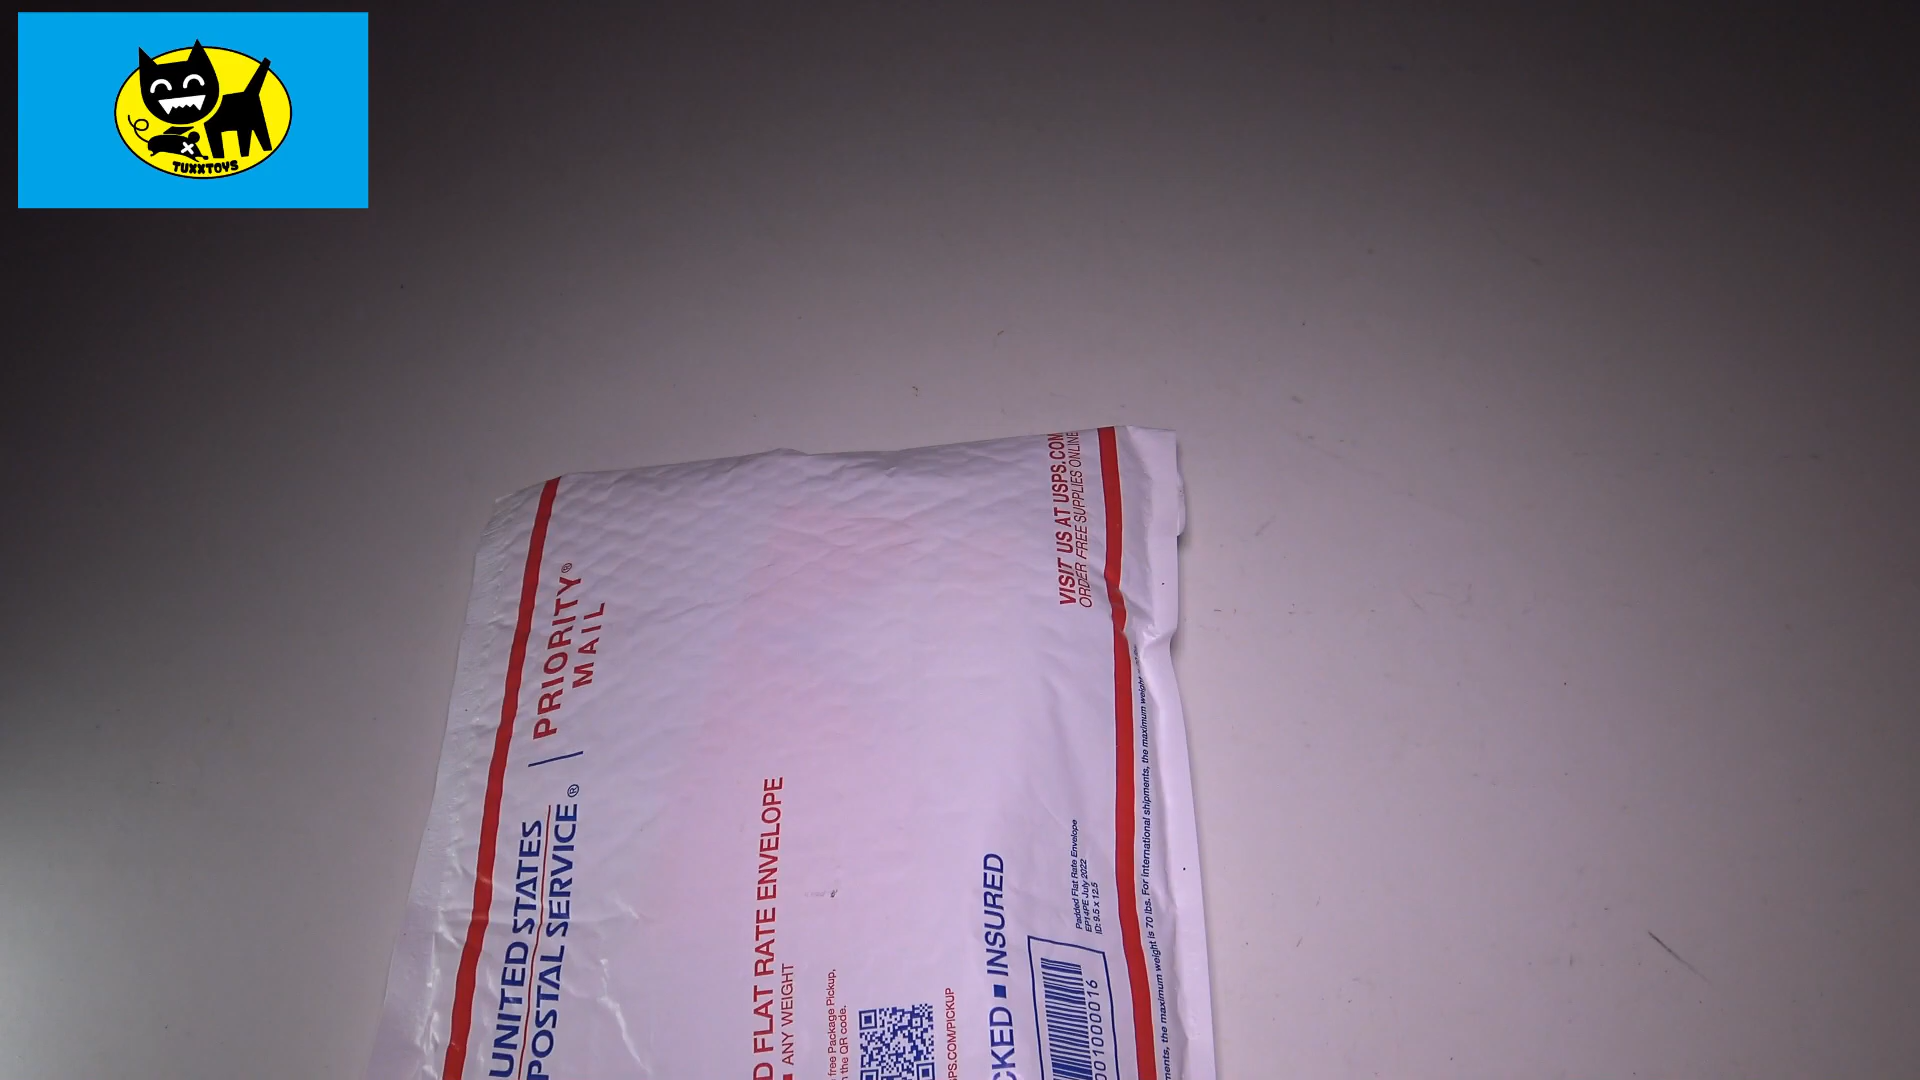 TUXXTOYS
UNITED STATES
POSTAL SERVICE®
PRIORITY®
MAIL
D FLAT RATE ENVELOPE
■ ANY WEIGHT
free Package Pickup,
the QR code.
PS.COM/PICKUP
CKED ■ INSURED
VISIT US AT USPS.COM
ORDER FREE SUPPLIES ONLINE
Padded Flat Rate Envelope
EP14PE July 2022
ID: 9.5 x 12.5
001000016
ments, the maximum weight is 70 lbs. For international shipments, the maximum weight